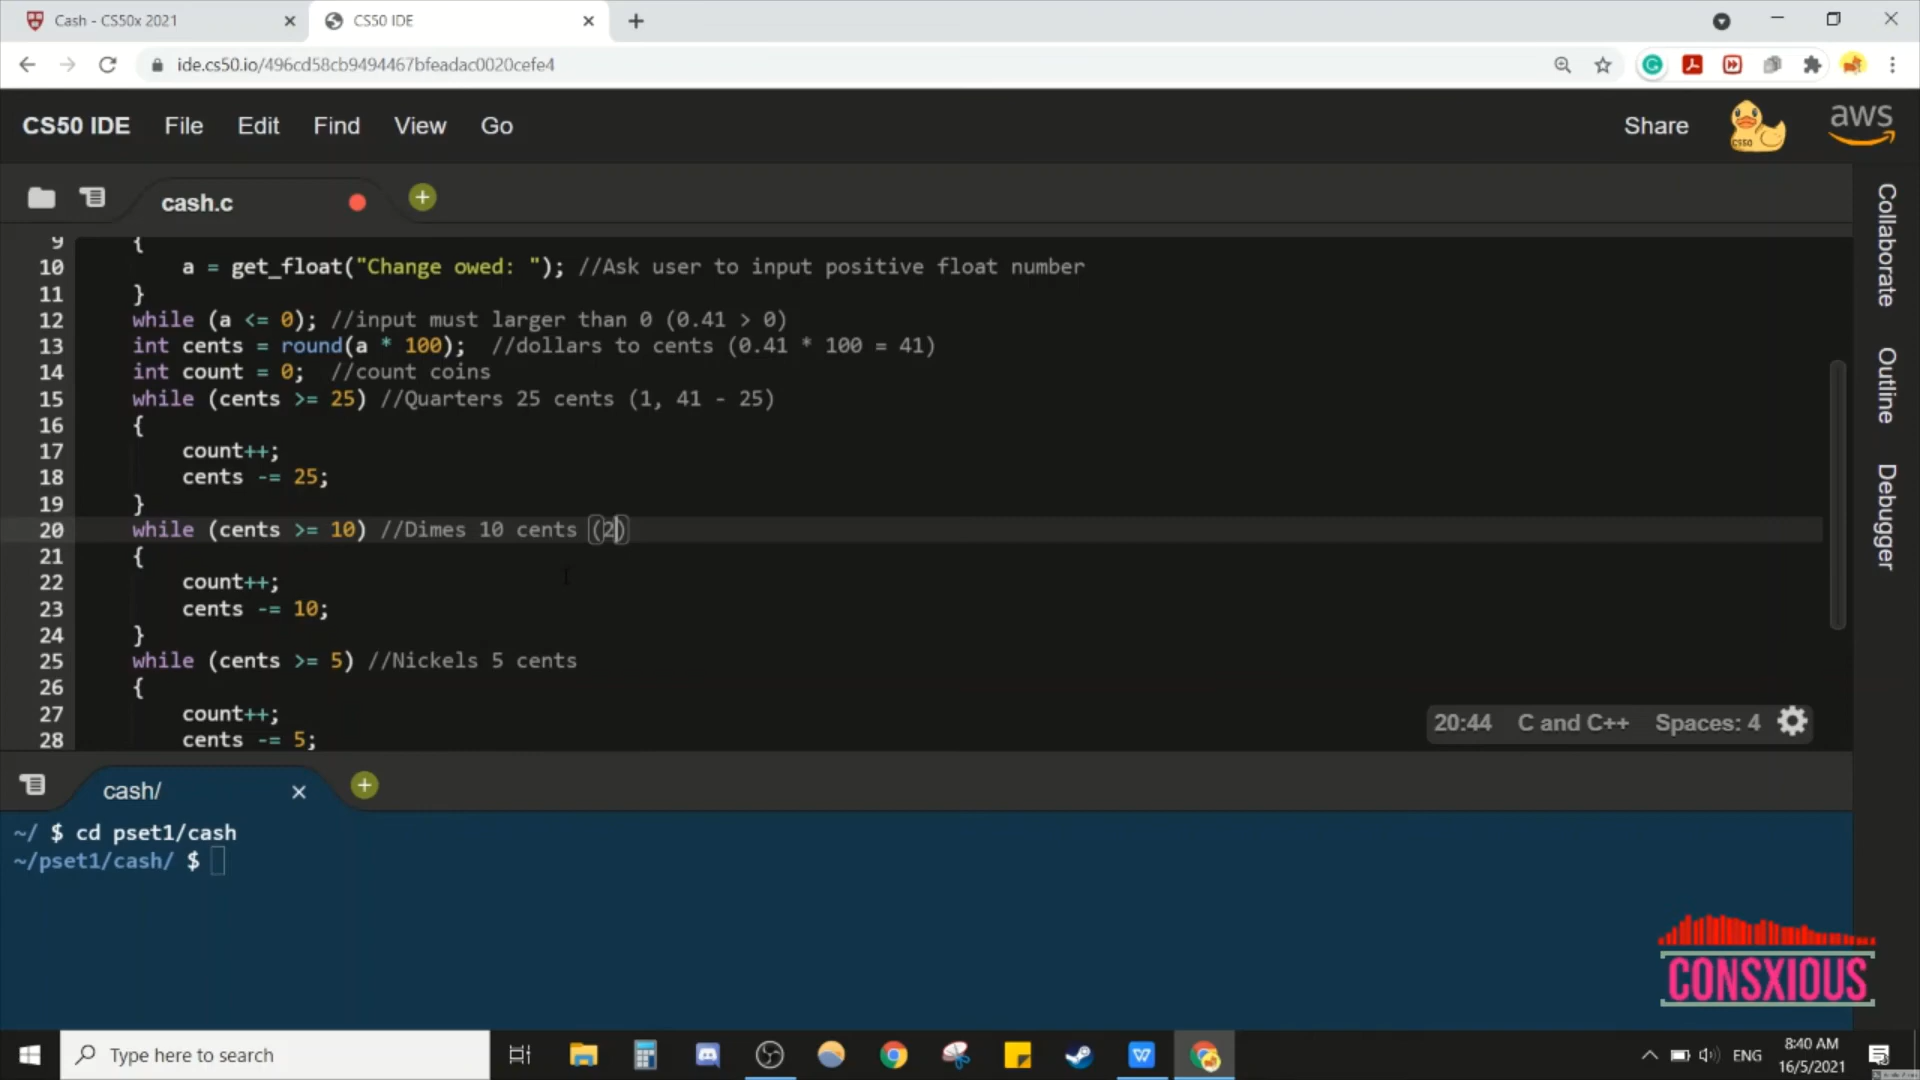 Cash - CS50x 2021
CS50 IDE
ide.cs50.io/496cd58cb9494467bfeadac0020cefe4
CS50 IDE File Edit Find View Go Share CS50 aws
cash.c
Collaborate
Outline
Debugger
9 {
10 a = get_float("Change owed: "); //Ask user to input positive float number
11 }
12 while (a <= 0); //input must larger than 0 (0.41 > 0)
13 int cents = round(a * 100); //dollars to cents (0.41 * 100 = 41)
14 int count = 0; //count coins
15 while (cents >= 25) //Quarters 25 cents (1, 41 - 25)
16 {
17 count++;
18 cents -= 25;
19 }
20 while (cents >= 10) //Dimes 10 cents (2)
21 {
22 count++;
23 cents -= 10;
24 }
25 while (cents >= 5) //Nickels 5 cents
26 {
27 count++;
28 cents -= 5;
20:44 C and C++ Spaces: 4
cash/
~/ $ cd pset1/cash
~/pset1/cash/ $
CONSXIOUS
Type here to search
ENG
8:40 AM
16/5/2021